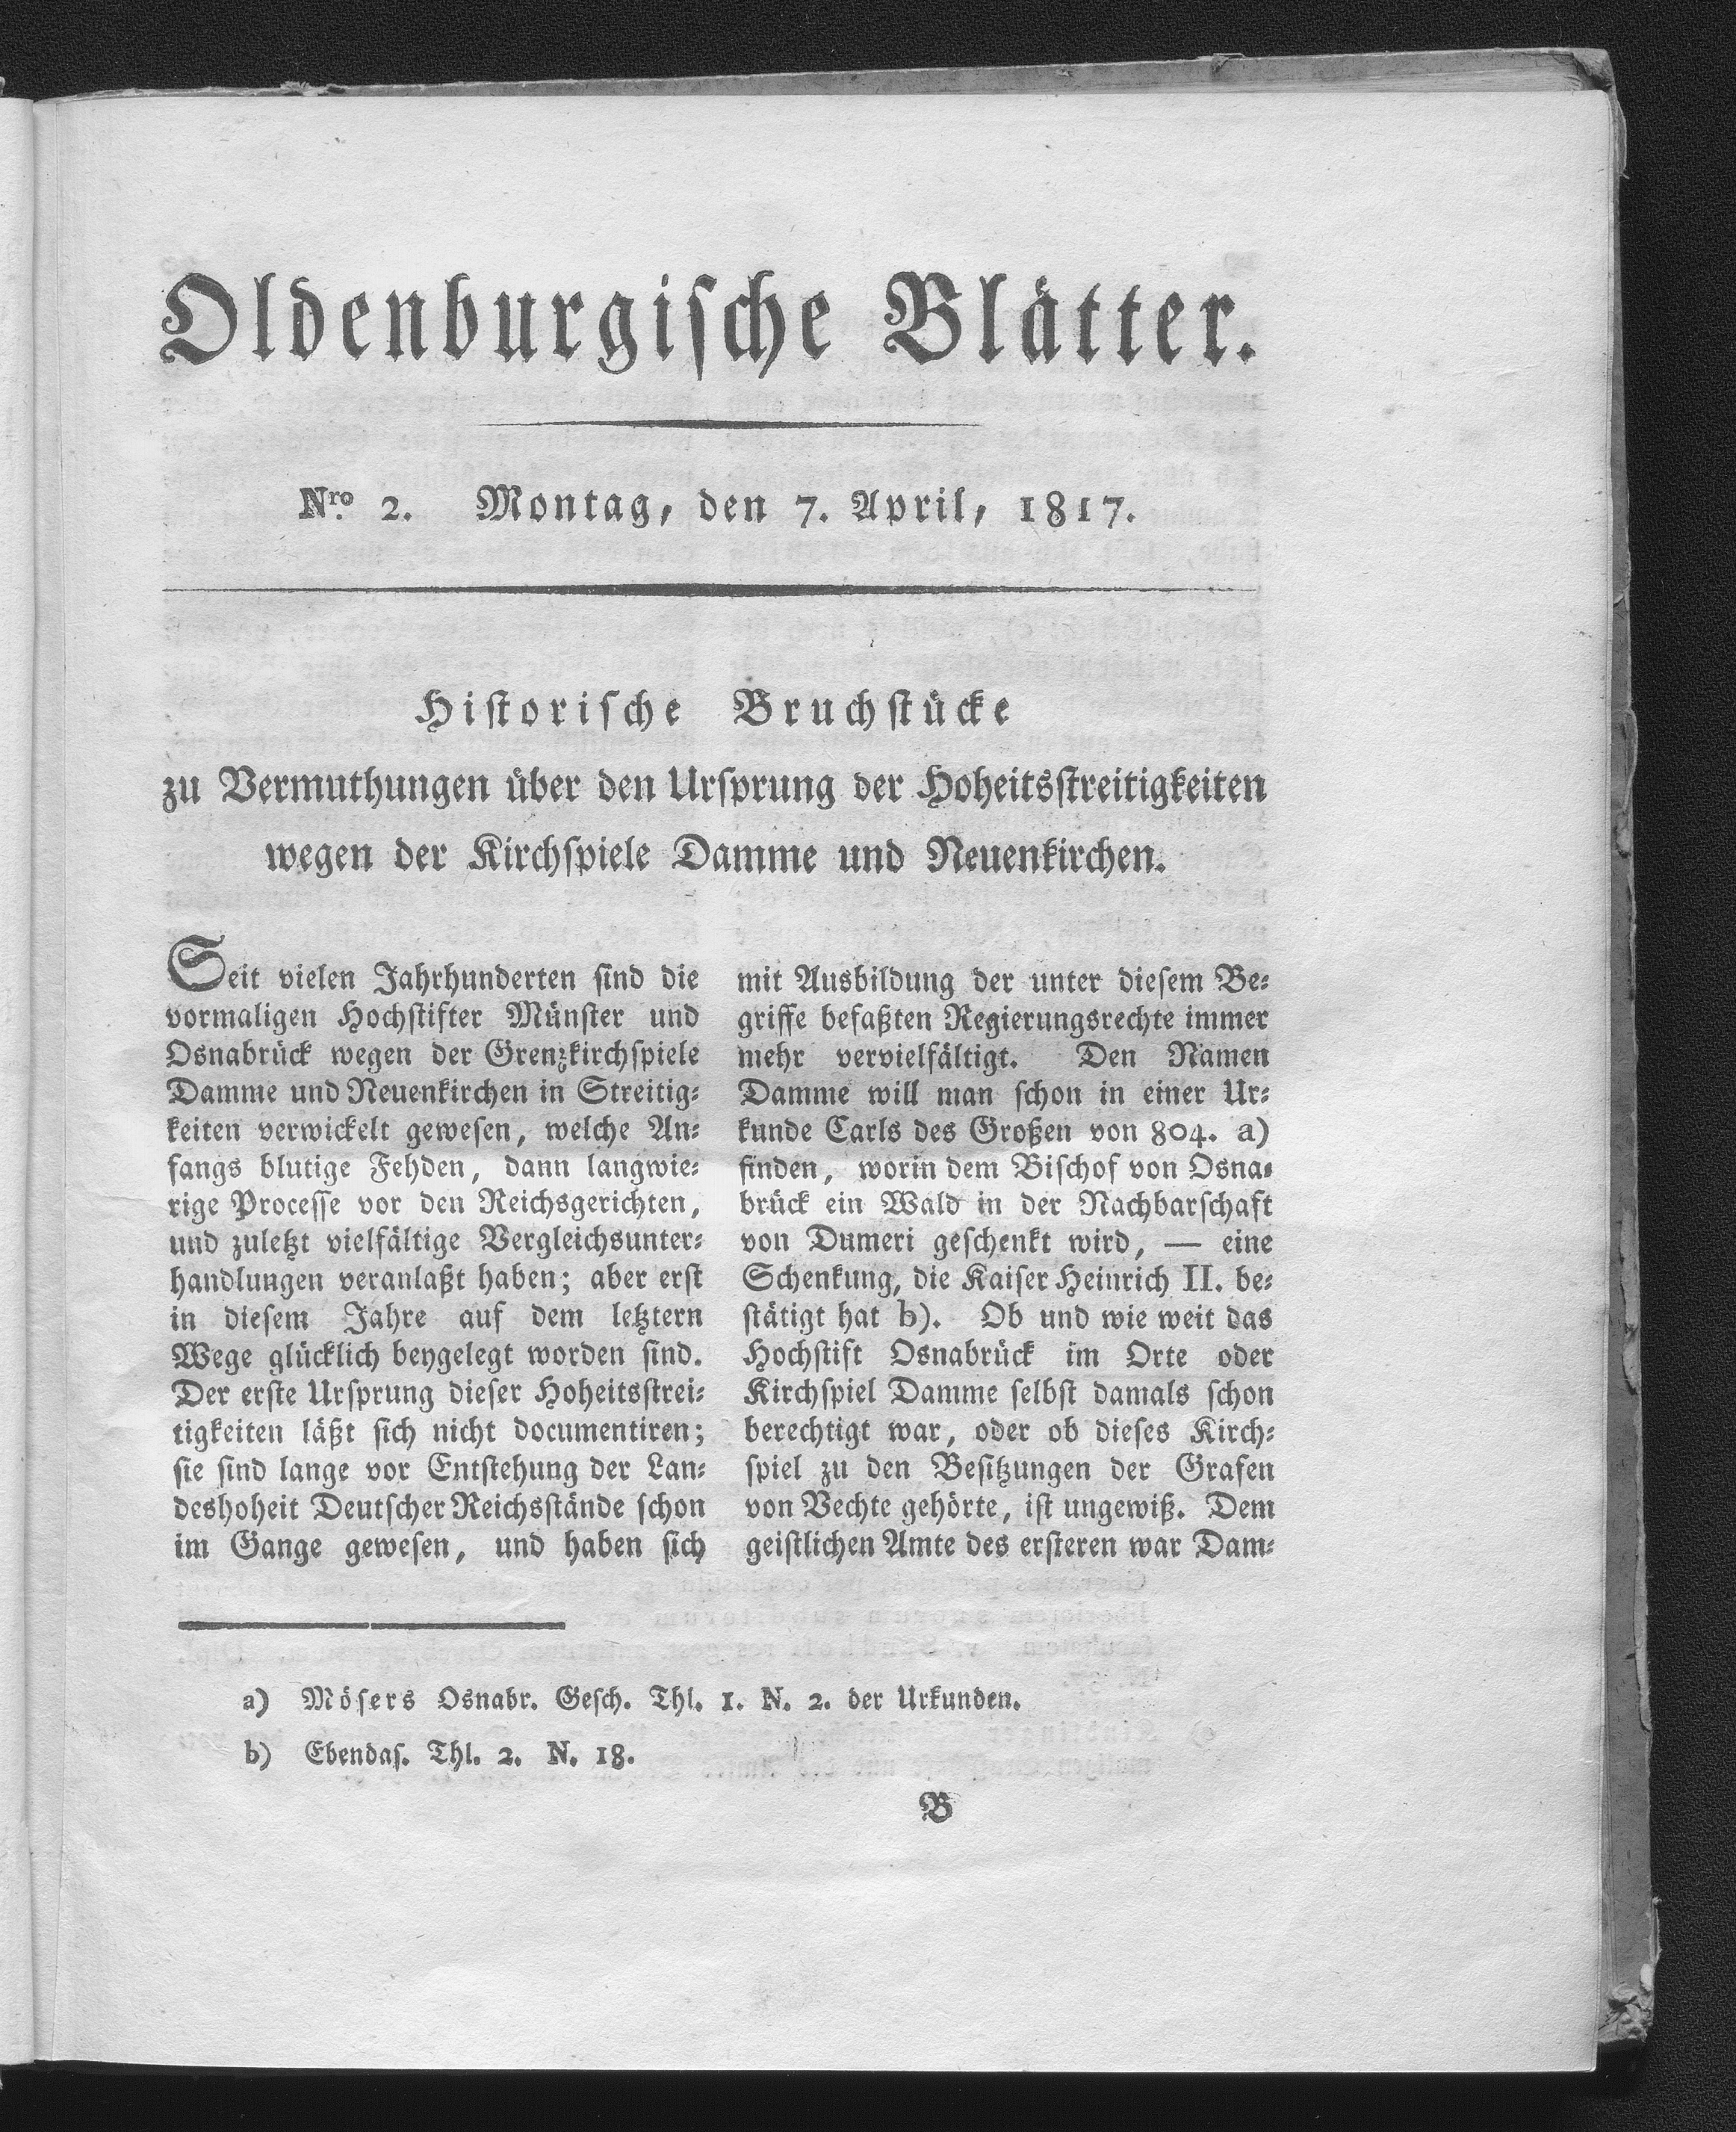 Oldenburgische Blätter.
Nro. 2. Montag, den 7. April, 1817.
Historische Bruchstücke
zu Vermuthungen über den Ursprung der Hoheitsstreitigkeiten
wegen der Kirchspiele Damme und Neuenkirchen.
Seit vielen Jahrhunderten sind die
vormaligen Hochstifter Münster und
Osnabrück wegen der Grenzkirchspiele
Damme und Neuenkirchen in Streitig-
keiten verwickelt gewesen, welche An-
fangs blutige Fehden, dann langwie-
rige Processe vor den Reichsgerichten,
und zuletzt vielfältige Vergleichsunter-
handlungen veranlaßt haben; aber erst
in diesem Jahre auf dem letztern
Wege glücklich beygelegt worden sind.
Der erste Ursprung dieser Hoheitsstrei-
tigkeiten läßt sich nicht documentiren;
sie sind lange vor Entstehung der Lan-
deshoheit Deutscher Reichsstände schon
im Gange gewesen, und haben sich
mit Ausbildung der unter diesem Be-
griffe befaßten Regierungsrechte immer
mehr vervielfältigt. Den Namen
Damme will man schon in einer Ur-
kunde Carls des Großen von 804. a)
finden, worin dem Bischof von Osna-
brück ein Wald in der Nachbarschaft
von Dumeri geschenkt wird, — eine
Schenkung, die Kaiser Heinrich II. be-
stätigt hat b). Ob und wie weit das
Hochstift Osnabrück im Orte oder
Kirchspiel Damme selbst damals schon
berechtigt war, oder ob dieses Kirch-
spiel zu den Besitzungen der Grafen
von Vechte gehörte, ist ungewiß. Dem
geistlichen Amte des ersteren war Dam-
a) Mösers Osnabr. Gesch. Thl. 1. N. 2. der Urkunden.
b) Ebendas. Thl. 2. N. 18.
B